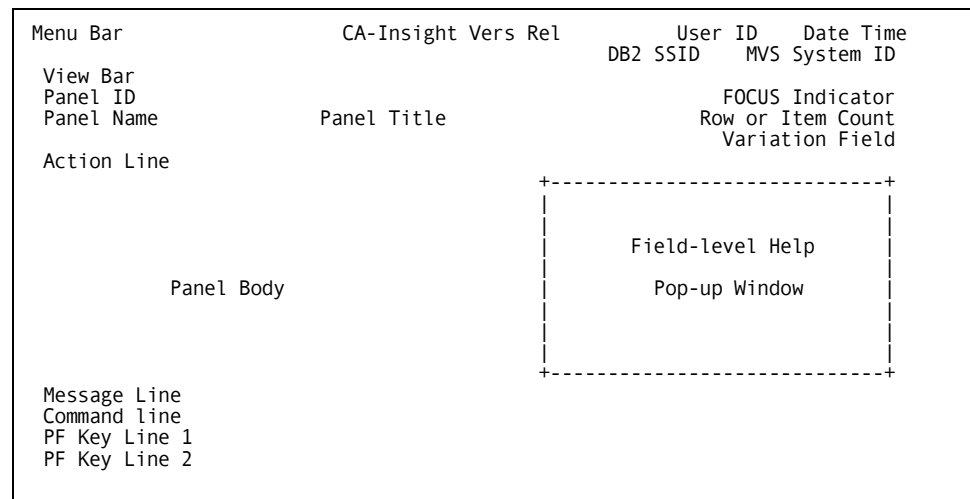 Menu Bar CA-Insight Vers Rel User ID Date Time
DB2 SSID MVS System ID
View Bar
Panel ID FOCUS Indicator
Panel Name Panel Title Row or Item Count
Variation Field
Action Line
+-----------------------------+
Field-level Help
Panel Body Pop-up Window
+-----------------------------+
Message Line
Command line
PF Key Line 1
PF Key Line 2